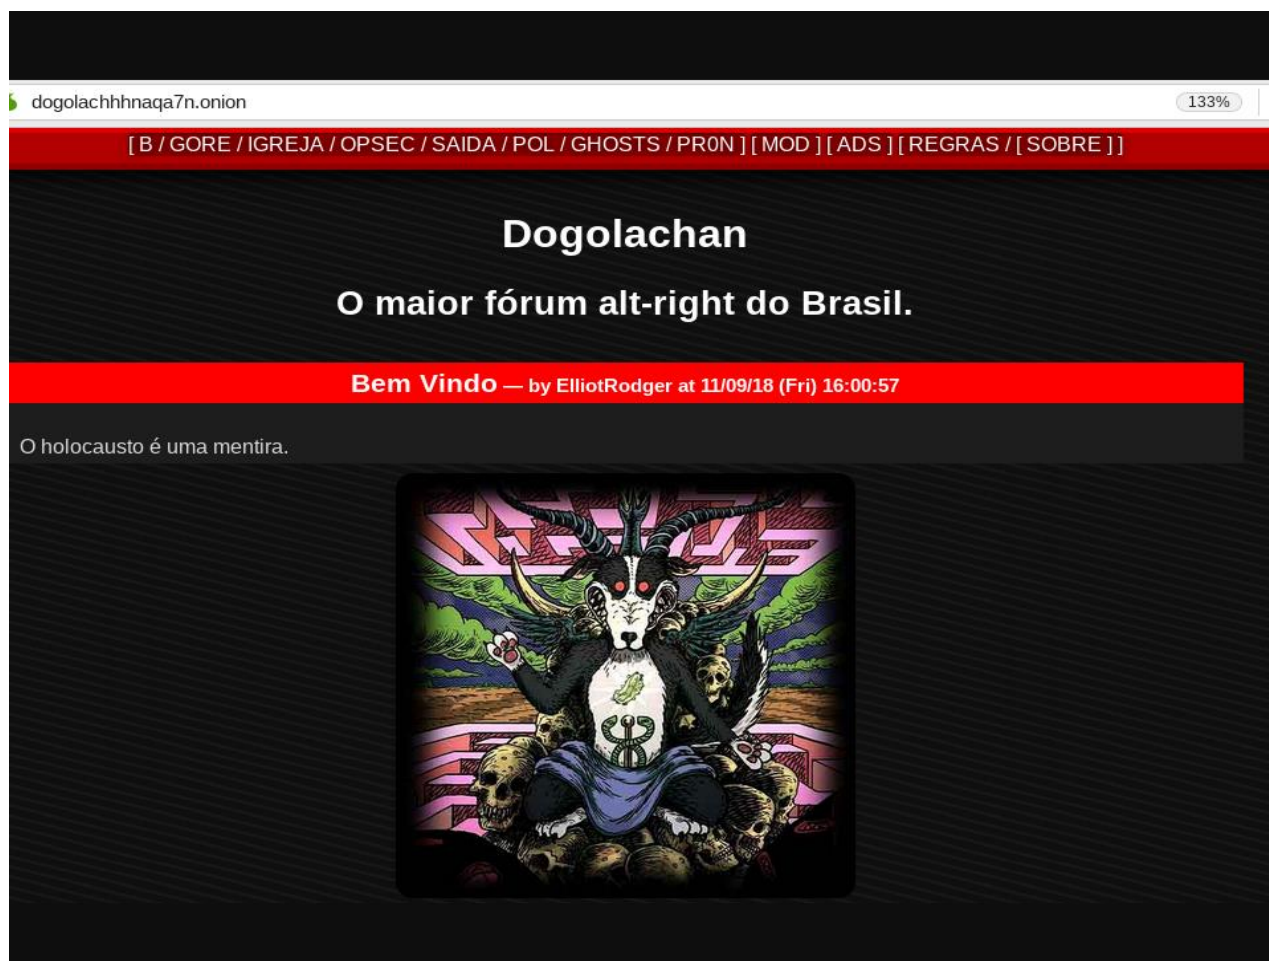 dogolachhhnaqa7n.onion
133%
[ B / GORE / IGREJA / OPSEC / SAIDA / POL / GHOSTS / PR0N ] [ MOD ] [ ADS ] [ REGRAS / [ SOBRE ] ]
Dogolachan
O maior fórum alt-right do Brasil.
Bem Vindo — by ElliotRodger at 11/09/18 (Fri) 16:00:57
O holocausto é uma mentira.